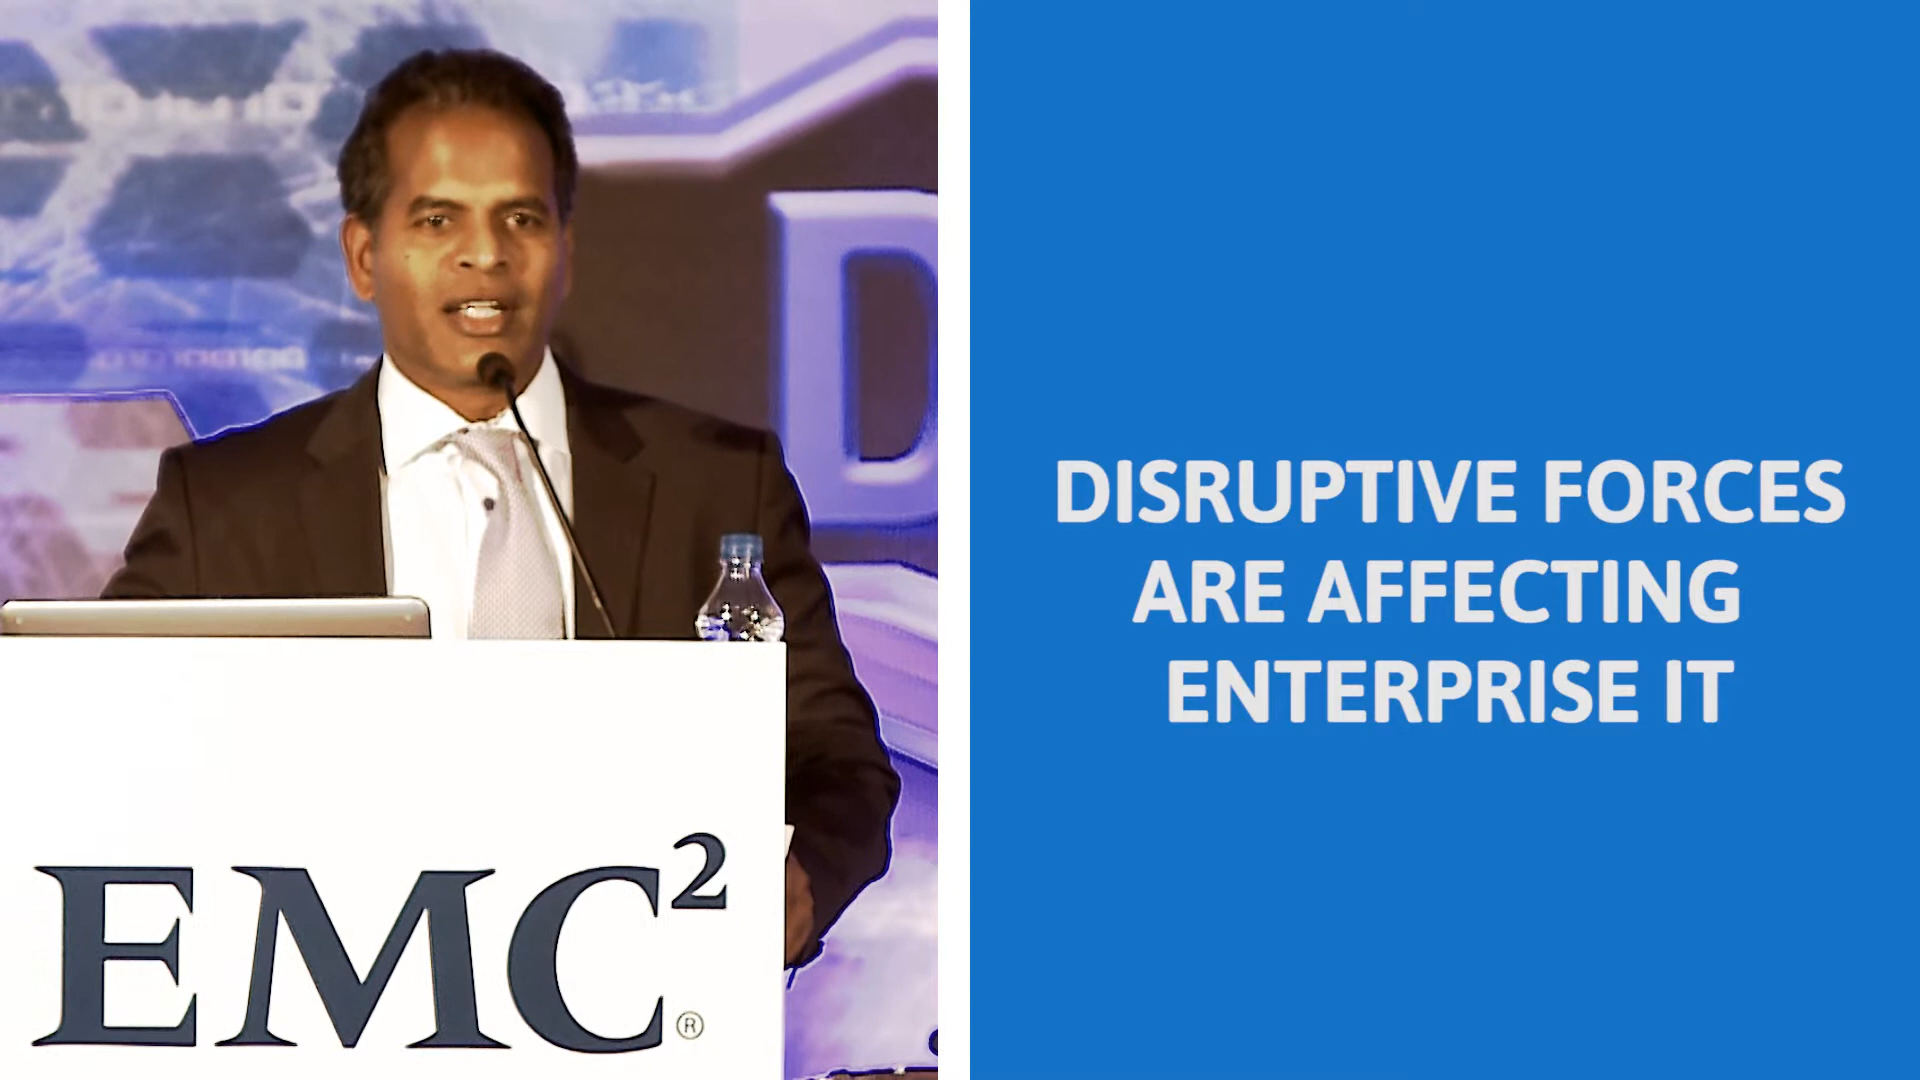 D
EMC²
®
DISRUPTIVE FORCES
ARE AFFECTING
ENTERPRISE IT